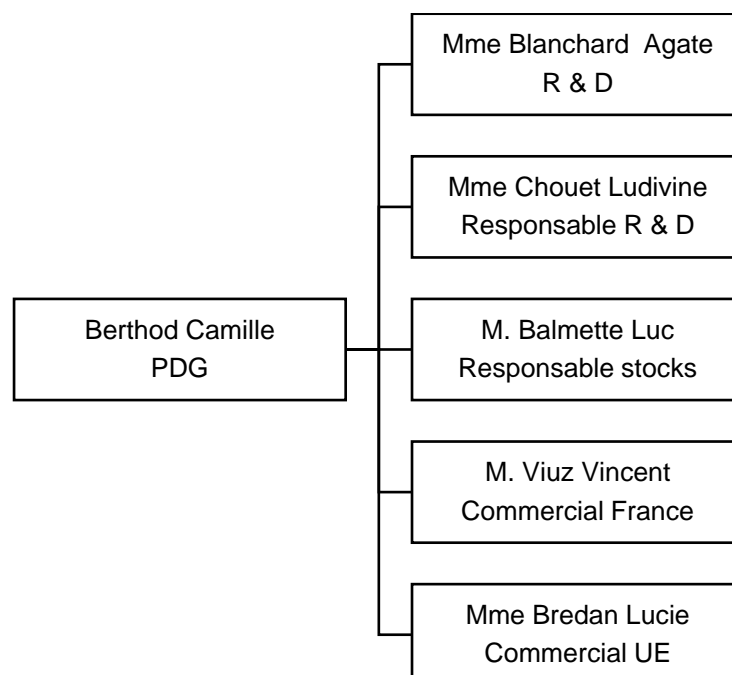 Mme Blanchard  Agate
R & D
Mme Chouet Ludivine
Responsable R & D
Berthod Camille
PDG
M. Balmette Luc
Responsable stocks
M. Viuz Vincent
Commercial France
Mme Bredan Lucie
Commercial UE